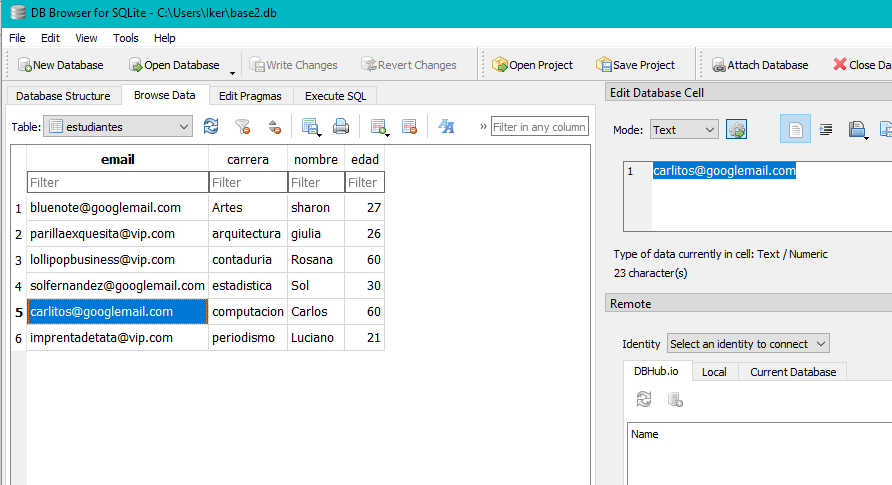 DB Browser for SQLite - C:\Users\Iker\base2.db
File Edit View Tools Help
New Database Open Database Write Changes Revert Changes Open Project Save Project Attach Database Close Da
Database Structure Browse Data Edit Pragmas Execute SQL
Table: estudiantes » Filter in any column
email carrera nombre edad
Filter Filter Filter Filter
1 bluenote@googlemail.com Artes sharon 27
2 parillaexquesita@vip.com arquitectura giulia 26
3 lollipopbusiness@vip.com contaduria Rosana 60
4 solfernandez@googlemail.com estadistica Sol 30
5 carlitos@googlemail.com computacion Carlos 60
6 imprentadetata@vip.com periodismo Luciano 21
Edit Database Cell
Mode: Text
1 carlitos@googlemail.com
Type of data currently in cell: Text / Numeric
23 character(s)
Remote
Identity Select an identity to connect
DBHub.io Local Current Database
Name